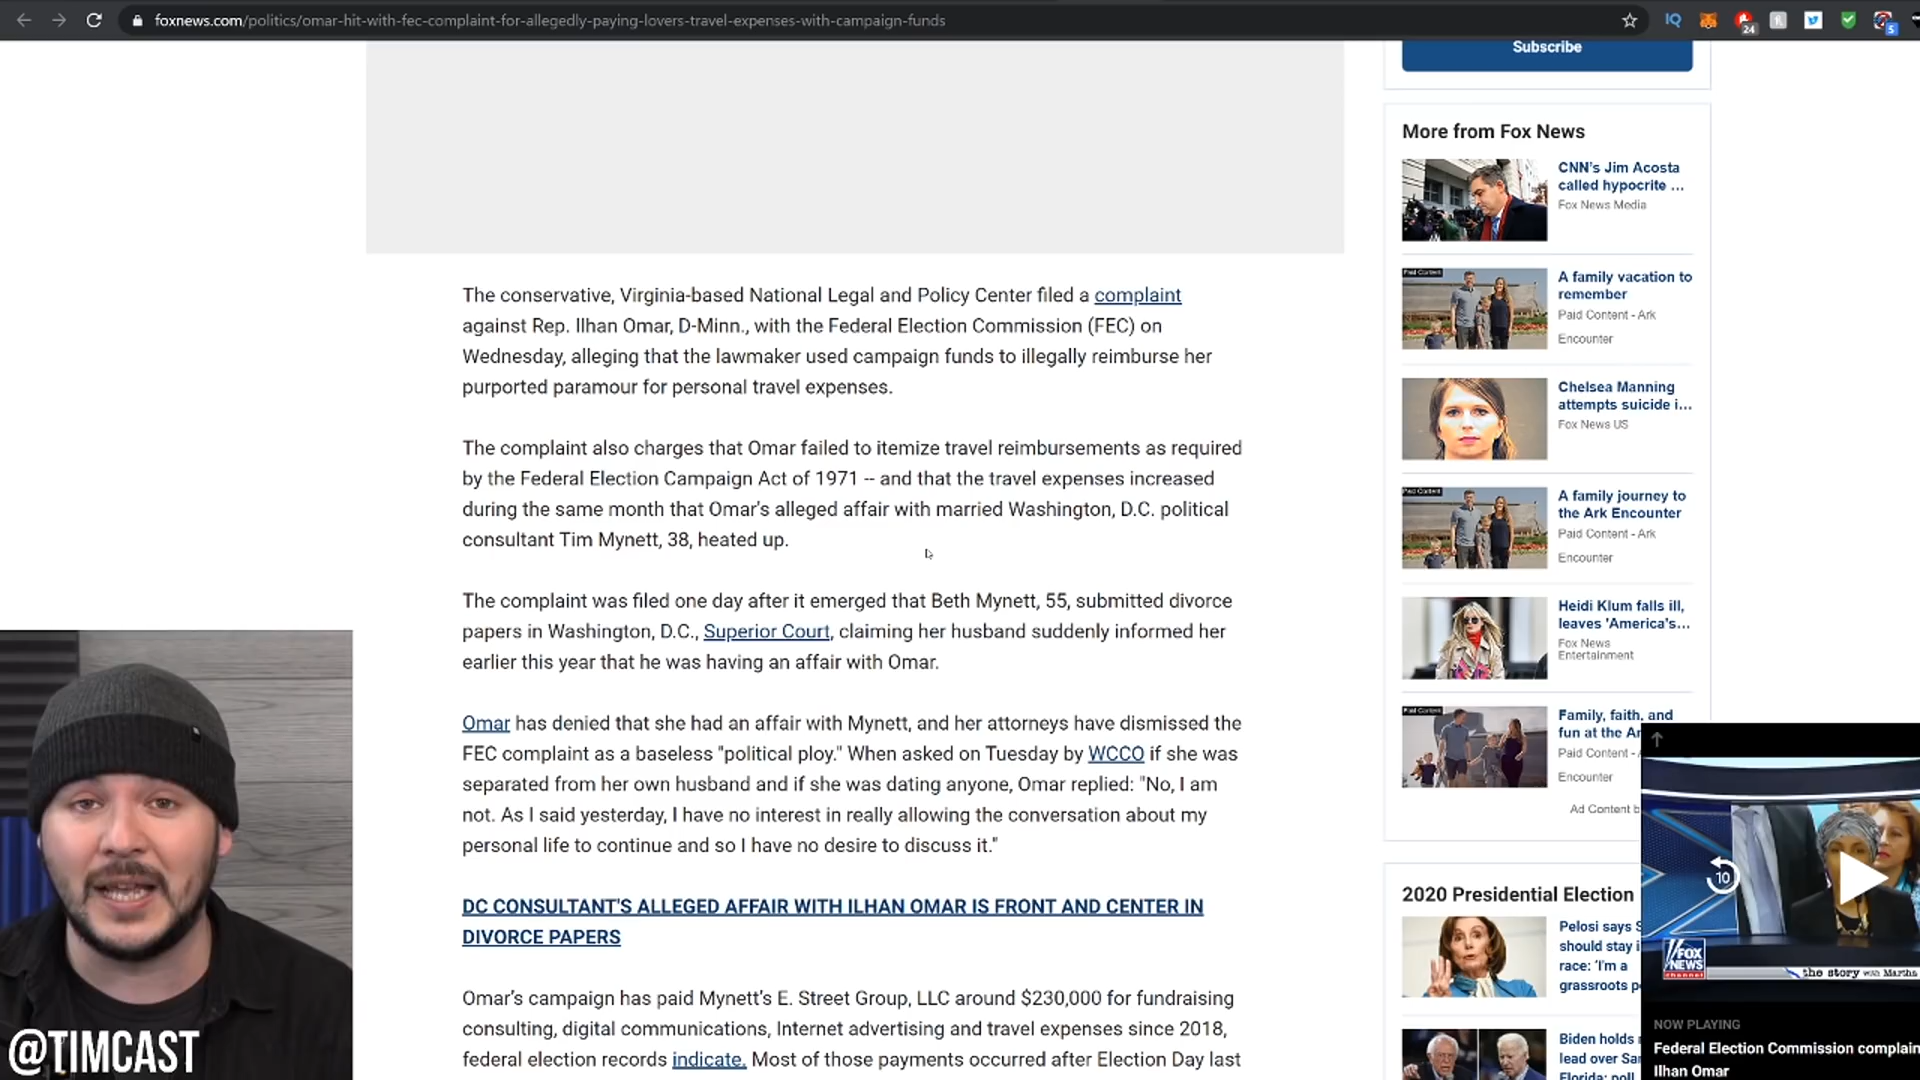 foxnews.com/politics/omar-hit-with-fec-complaint-for-allegedly-paying-lovers-travel-expenses-with-campaign-funds
IQ
24
5
Subscribe
The conservative, Virginia-based National Legal and Policy Center filed a complaint
against Rep. Ilhan Omar, D-Minn., with the Federal Election Commission (FEC) on
Wednesday, alleging that the lawmaker used campaign funds to illegally reimburse her
purported paramour for personal travel expenses.
The complaint also charges that Omar failed to itemize travel reimbursements as required
by the Federal Election Campaign Act of 1971 -- and that the travel expenses increased
during the same month that Omar's alleged affair with married Washington, D.C. political
consultant Tim Mynett, 38, heated up.
The complaint was filed one day after it emerged that Beth Mynett, 55, submitted divorce
papers in Washington, D.C., Superior Court, claiming her husband suddenly informed her
earlier this year that he was having an affair with Omar.
Omar has denied that she had an affair with Mynett, and her attorneys have dismissed the
FEC complaint as a baseless "political ploy." When asked on Tuesday by WCCO if she was
separated from her own husband and if she was dating anyone, Omar replied: "No, I am
not. As I said yesterday, I have no interest in really allowing the conversation about my
personal life to continue and so I have no desire to discuss it."
DC CONSULTANT'S ALLEGED AFFAIR WITH ILHAN OMAR IS FRONT AND CENTER IN
DIVORCE PAPERS
Omar's campaign has paid Mynett's E. Street Group, LLC around $230,000 for fundraising
consulting, digital communications, Internet advertising and travel expenses since 2018,
federal election records indicate. Most of those payments occurred after Election Day last
More from Fox News
CNN's Jim Acosta
called hypocrite ...
Fox News Media
Paid Content
A family vacation to
remember
Paid Content - Ark
Encounter
Chelsea Manning
attempts suicide i...
Fox News US
Paid Content
A family journey to
the Ark Encounter
Paid Content - Ark
Encounter
Heidi Klum falls ill,
leaves 'America's...
Fox News
Entertainment
Paid Content
Family, faith, and
fun at the Ar
Paid Content - 
Encounter
Ad Content b
2020 Presidential Election
Pelosi says S
should stay i
race: 'I'm a
grassroots p
Biden holds
lead over Sa
Florida: poll
10
FOX
NEWS
channel
the story with Martha
NOW PLAYING
Federal Election Commission complain
Ilhan Omar
@TIMCAST